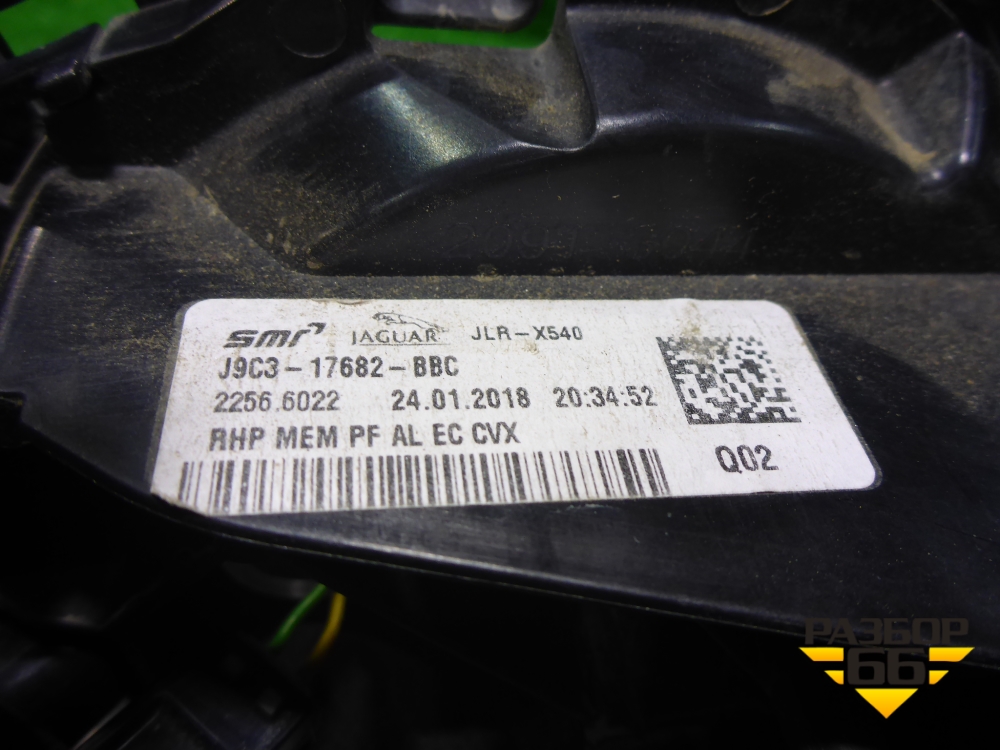 smr JAGUAR JLR-X540
J9C3-17682-BBC
2256.6022 24.01.2018 20:34:52
RHP MEM PF AL EC CVX
Q02
РАЗБОР
66